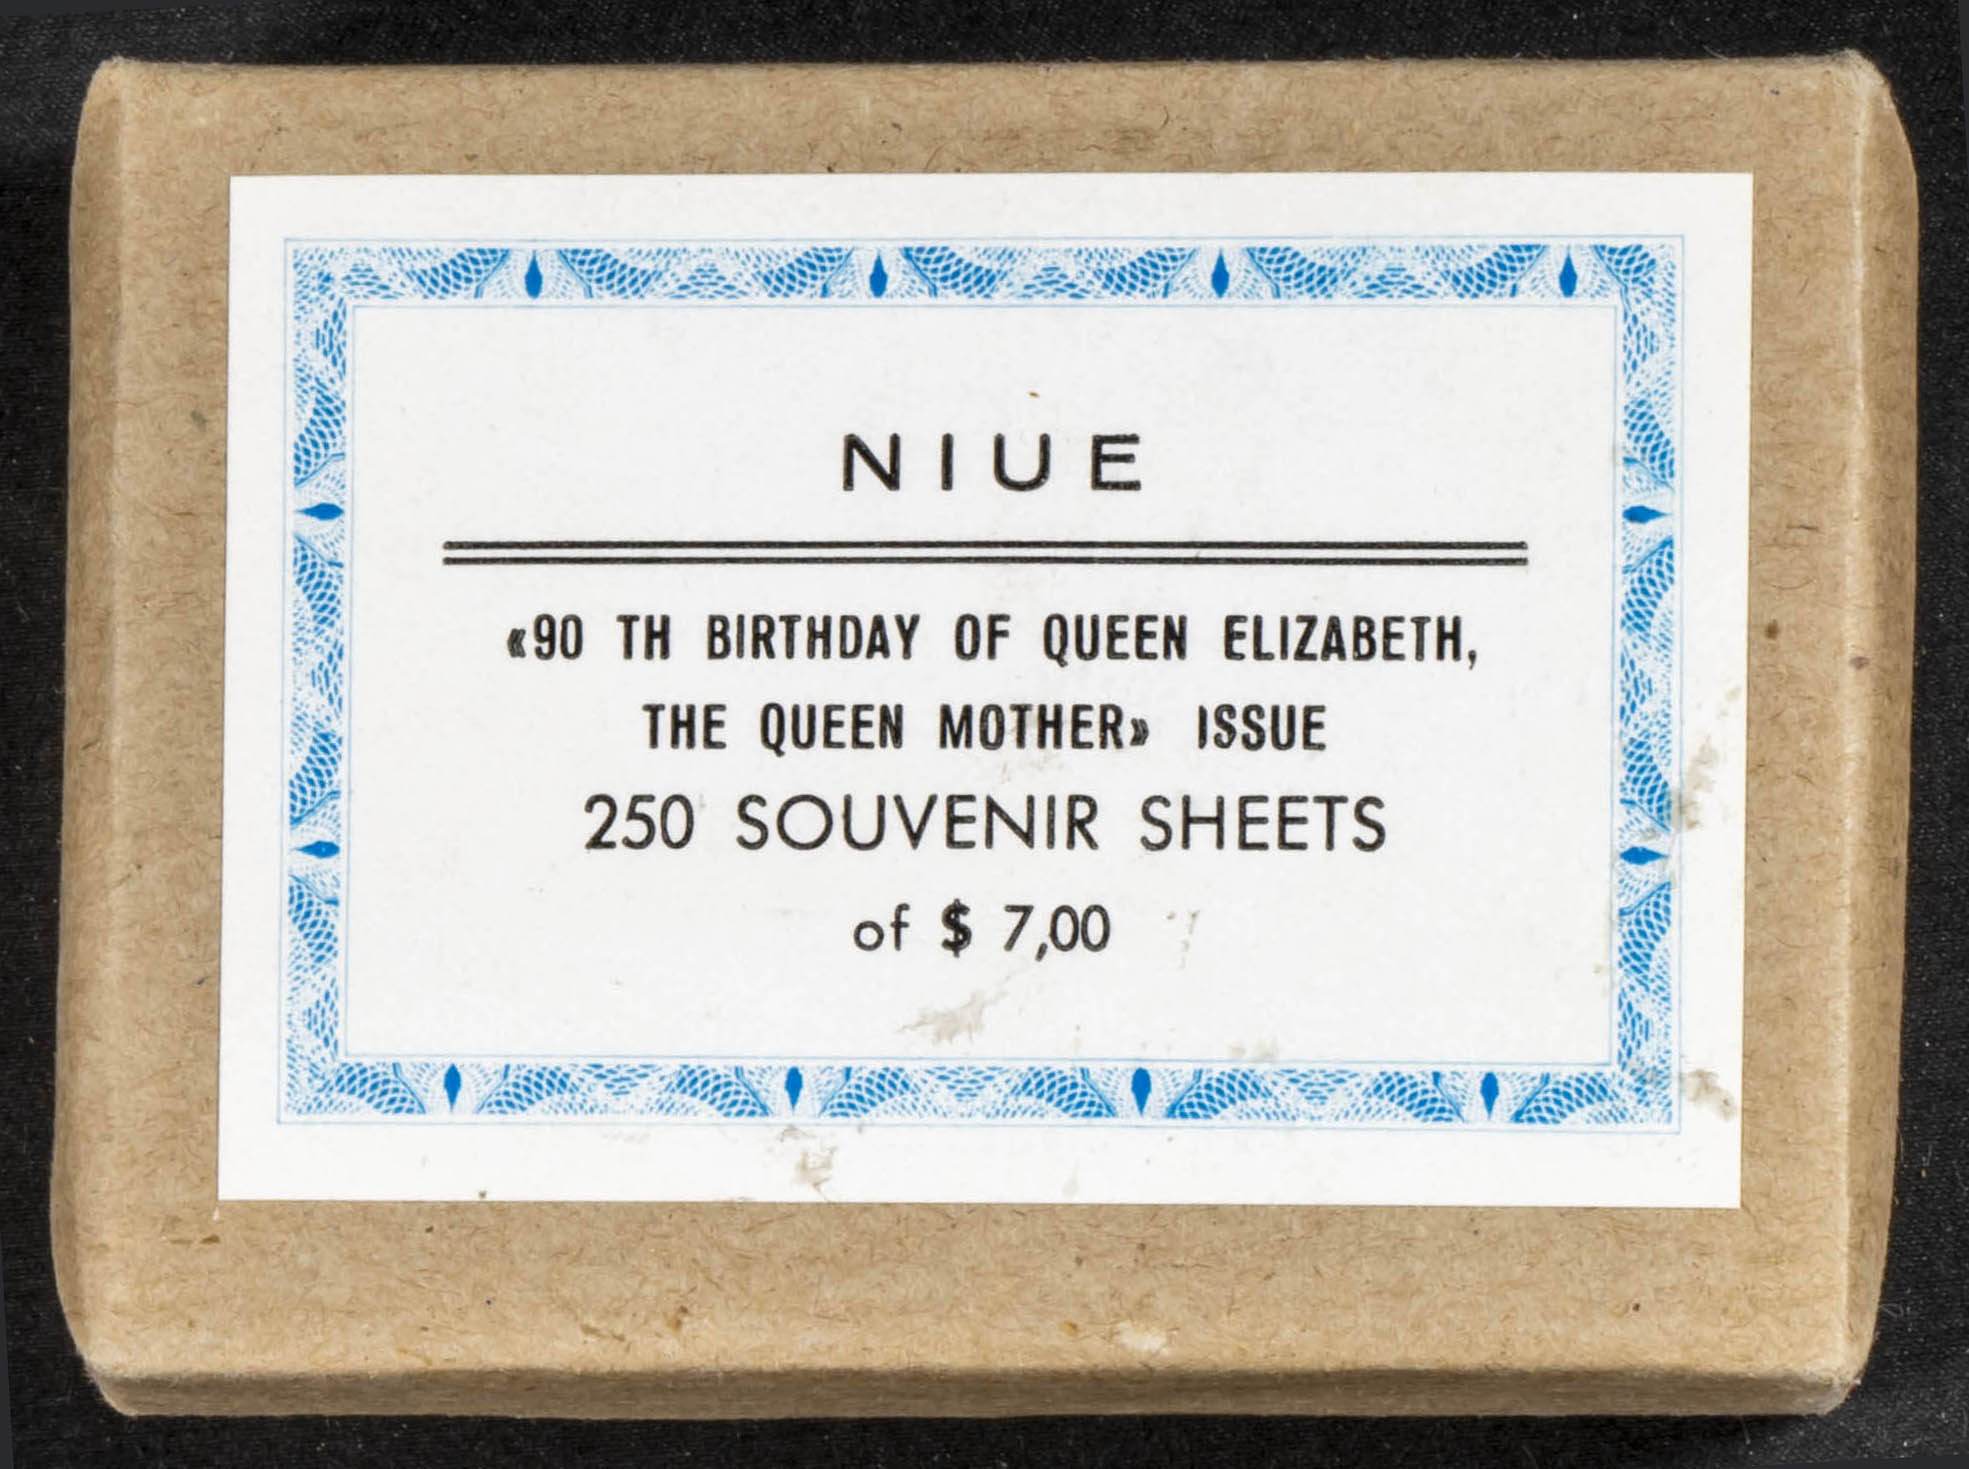 NIUE
«90 TH BIRTHDAY OF QUEEN ELIZABETH,
THE QUEEN MOTHER» ISSUE
250 SOUVENIR SHEETS
of $ 7,00